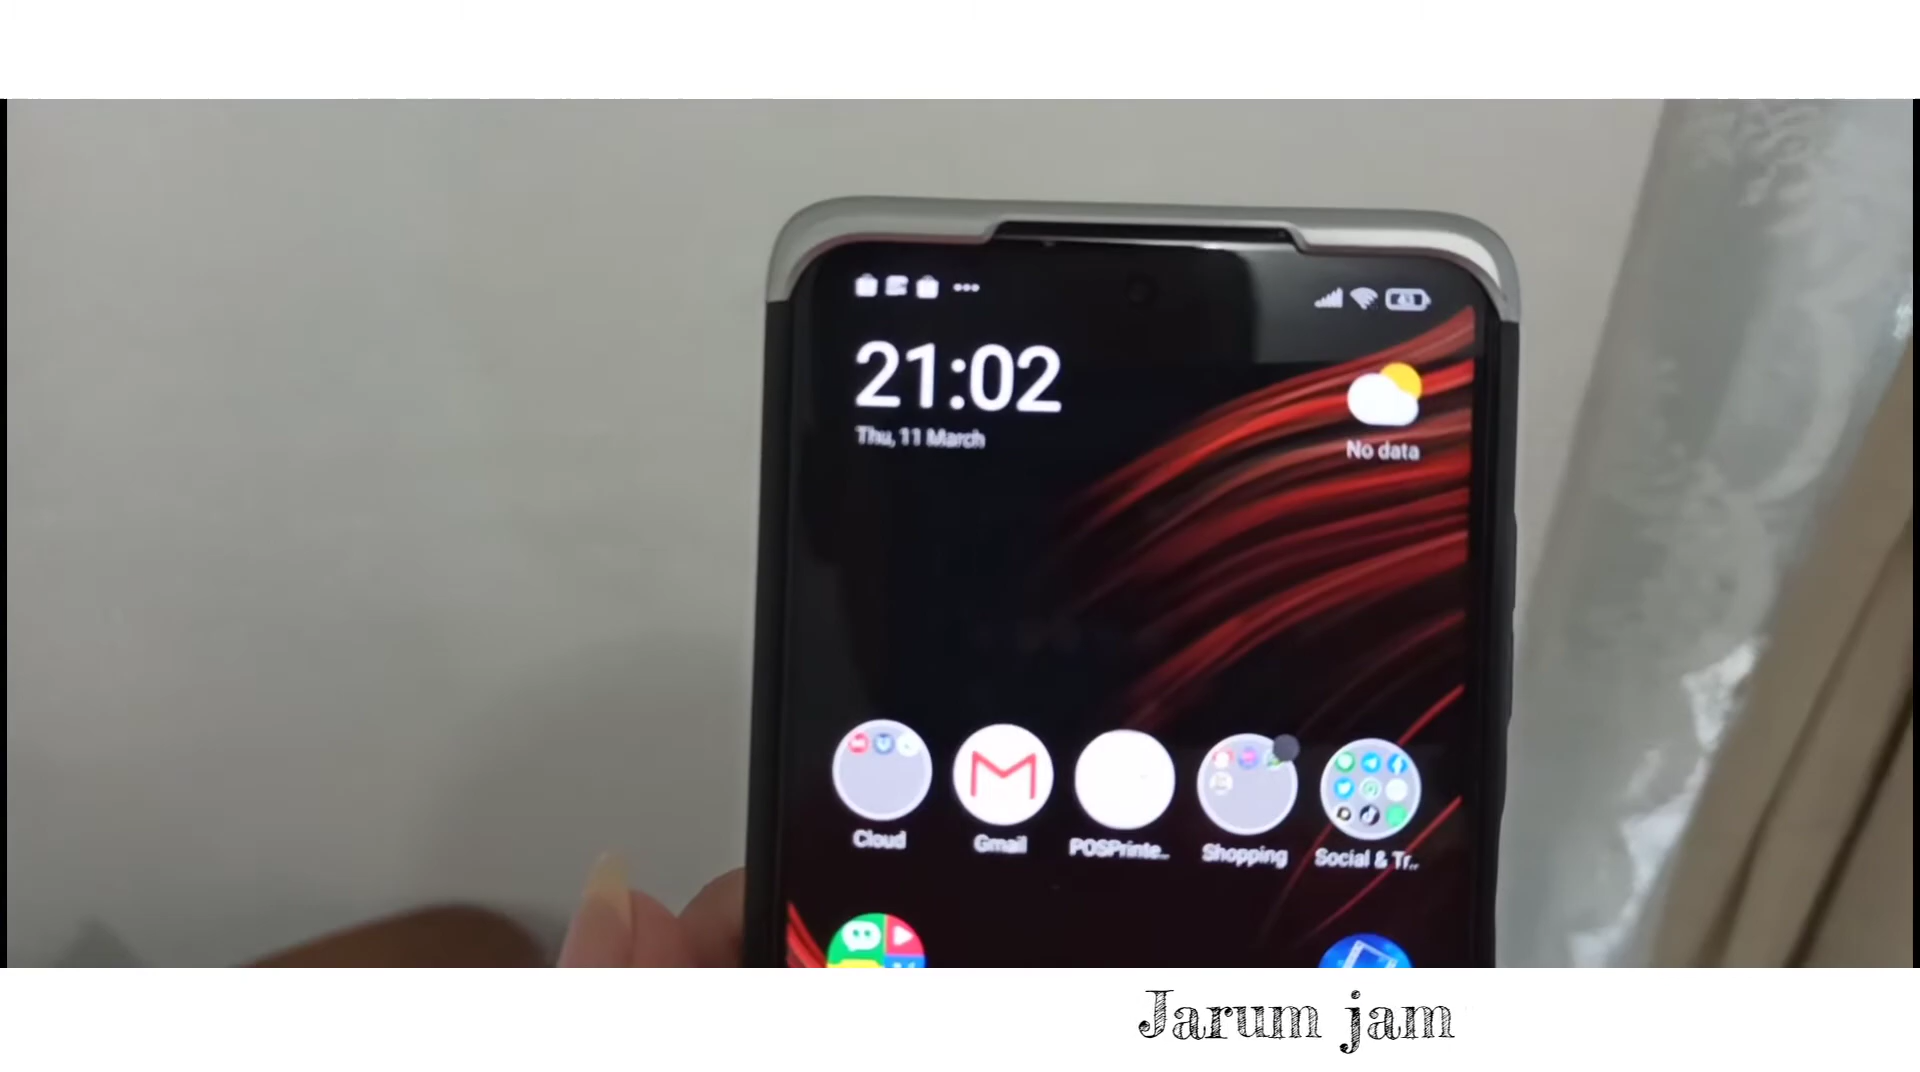 21:02
Thu, 11 March
No data
Cloud
Gmail
POSPrinte..
Shopping
Social & Tr..
Jarum jam